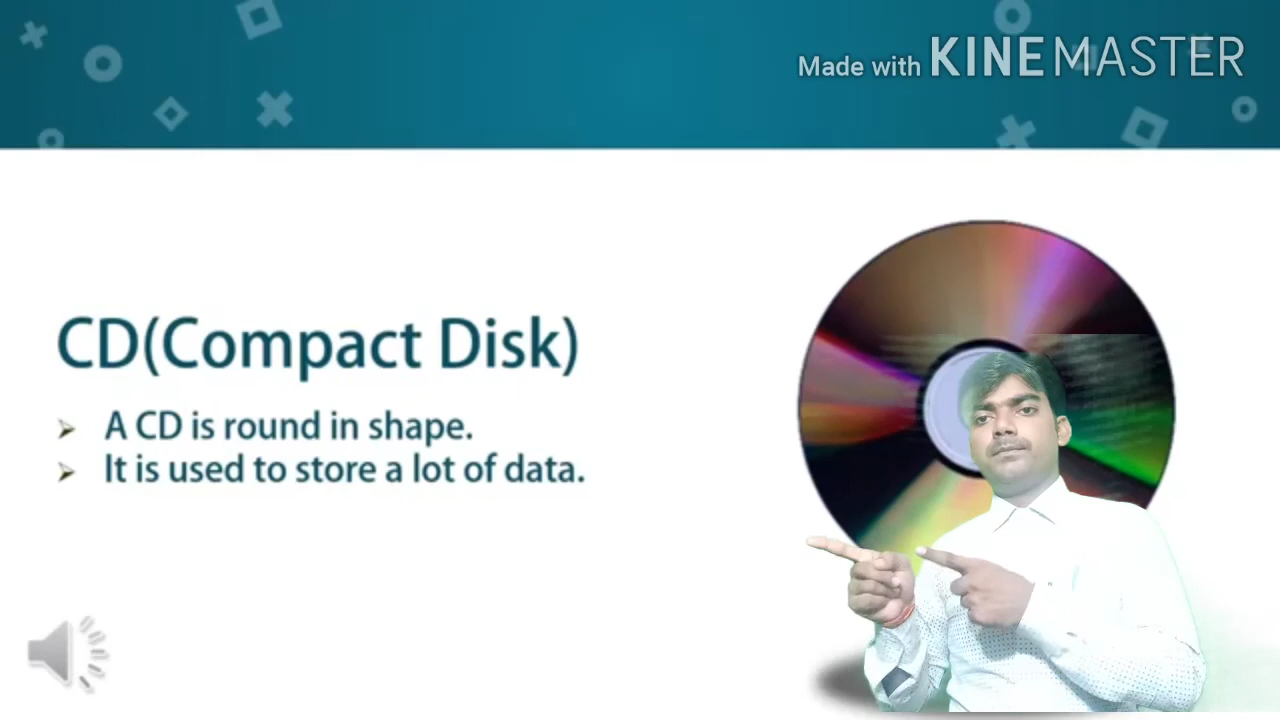 Made with KINEMASTER
CD(Compact Disk)
A CD is round in shape.
It is used to store a lot of data.